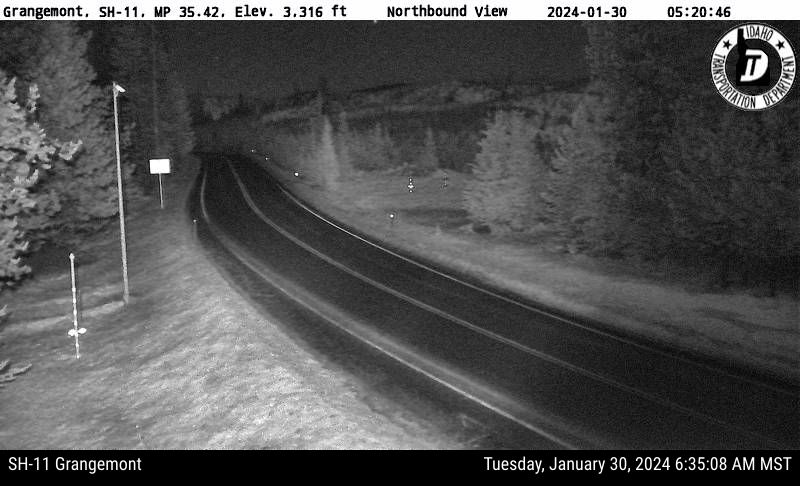 Grangemont, SH-11, MP 35.42, Elev. 3,316 ft Northbound View 2024-01-30 05:20:46
IDAHO
TRANSPORTATION DEPARTMENT
SH-11 Grangemont Tuesday, January 30, 2024 6:35:08 AM MST